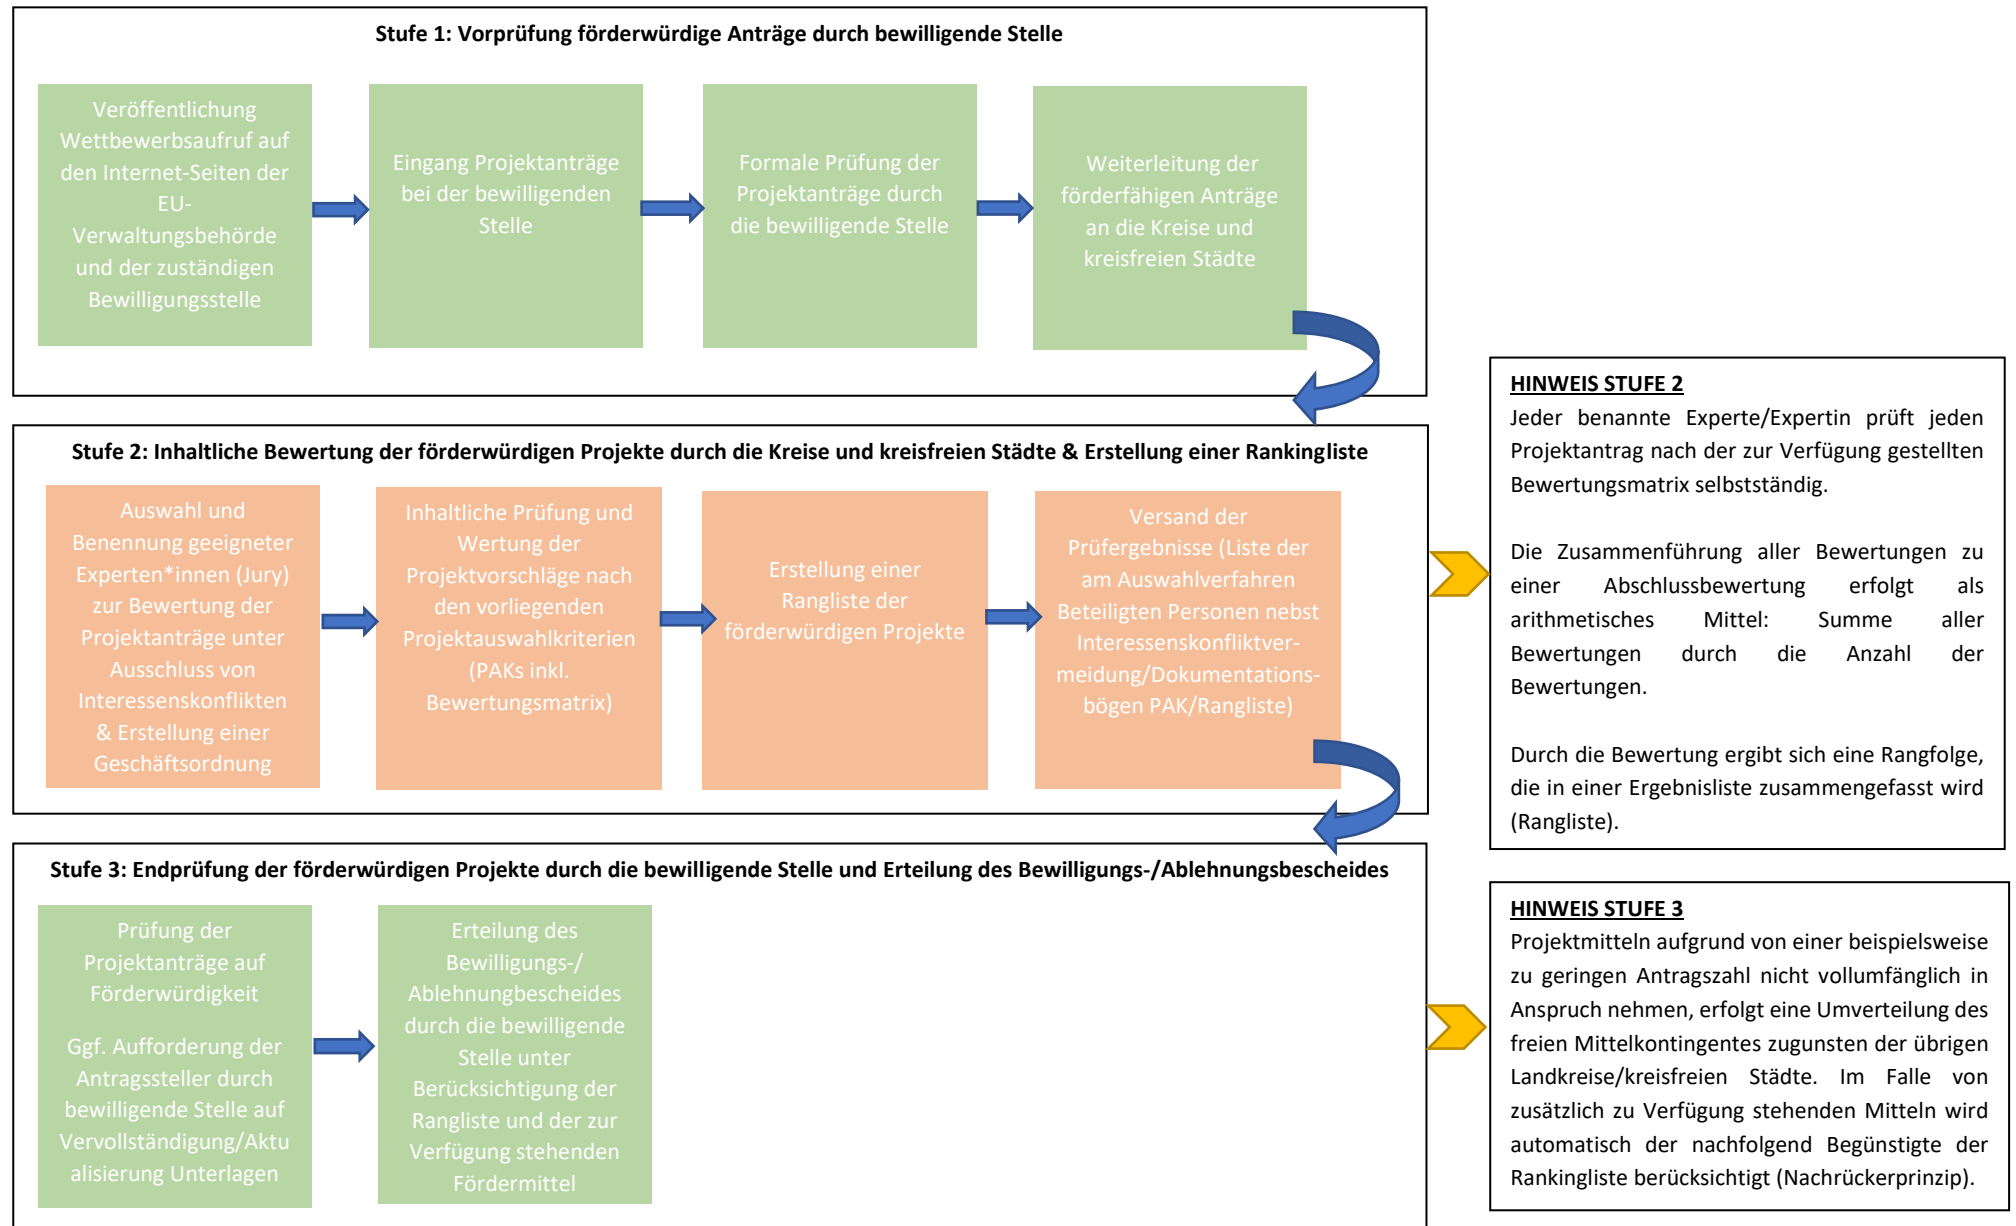 Stufe 1: Vorprüfung förderwürdige Anträge durch bewilligende Stelle
Veröffentlichung
Wettbewerbsaufruf auf
den Internet-Seiten der
EU-
Verwaltungsbehörde
und der zuständigen
Bewilligungsstelle
Eingang Projektanträge
bei der bewilligenden
Stelle
Formale Prüfung der
Projektanträge durch
die bewilligende Stelle
Weiterleitung der
förderfähigen Anträge
an die Kreise und
kreisfreien Städte
Stufe 2: Inhaltliche Bewertung der förderwürdigen Projekte durch die Kreise und kreisfreien Städte & Erstellung einer Rankingliste
Auswahl und
Benennung geeigneter
Experten*innen (Jury)
zur Bewertung der
Projektanträge unter
Ausschluss von
Interessenskonflikten
& Erstellung einer
Geschäftsordnung
Inhaltliche Prüfung und
Wertung der
Projektvorschläge nach
den vorliegenden
Projektauswahlkriterien
(PAKs inkl.
Bewertungsmatrix)
Erstellung einer
Rangliste der
förderwürdigen Projekte
Versand der
Prüfergebnisse (Liste der
am Auswahlverfahren
Beteiligten Personen nebst
Interessenskonfliktver-
meidung/Dokumentations-
bögen PAK/Rangliste)
HINWEIS STUFE 2
Jeder benannte Experte/Expertin prüft jeden
Projektantrag nach der zur Verfügung gestellten
Bewertungsmatrix selbstständig.
Die Zusammenführung aller Bewertungen zu
einer Abschlussbewertung erfolgt als
arithmetisches Mittel: Summe aller
Bewertungen durch die Anzahl der
Bewertungen.
Durch die Bewertung ergibt sich eine Rangfolge,
die in einer Ergebnisliste zusammengefasst wird
(Rangliste).
Stufe 3: Endprüfung der förderwürdigen Projekte durch die bewilligende Stelle und Erteilung des Bewilligungs-/Ablehnungsbescheides
Prüfung der
Projektanträge auf
Förderwürdigkeit
Ggf. Aufforderung der
Antragssteller durch
bewilligende Stelle auf
Vervollständigung/Aktu
alisierung Unterlagen
Erteilung des
Bewilligungs-/
Ablehnungbescheides
durch die bewilligende
Stelle unter
Berücksichtigung der
Rangliste und der zur
Verfügung stehenden
Fördermittel
HINWEIS STUFE 3
Projektmitteln aufgrund von einer beispielsweise
zu geringen Antragszahl nicht vollumfänglich in
Anspruch nehmen, erfolgt eine Umverteilung des
freien Mittelkontingentes zugunsten der übrigen
Landkreise/kreisfreien Städte. Im Falle von
zusätzlich zu Verfügung stehenden Mitteln wird
automatisch der nachfolgend Begünstigte der
Rankingliste berücksichtigt (Nachrückerprinzip).